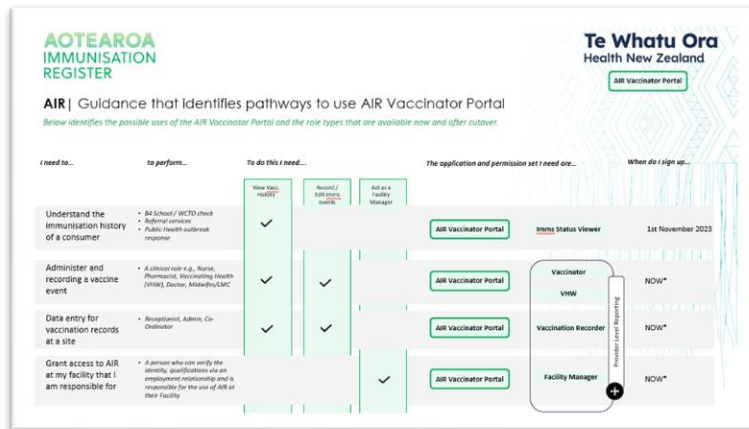 AOTEAROA
IMMUNISATION
REGISTER
Te Whatu Ora
Health New Zealand
AIR Vaccinator Portal
AIR| Guidance that identifies pathways to use AIR Vaccinator Portal
Below identifies the possible uses of the AIR Vaccinator Portal and the role types that are available now and after cutover.
I need to... to perform... To do this I need.... The application and permission set I need are... When do I sign up...
View Vacc. History
Record / Edit Imms. events
Act as a Facility Manager
Understand the
immunisation history
of a consumer
• B4 School / WCTO check
• Referral services
• Public Health outbreak
response
✓
AIR Vaccinator Portal
Imms Status Viewer
1st November 2023
Administer and
recording a vaccine
event
• A clinical role e.g., Nurse,
Pharmacist, Vaccinating Health
(VHW), Doctor, Midwifes/LMC
✓ ✓
AIR Vaccinator Portal
Vaccinator
VHW
NOW*
Data entry for
vaccination records
at a site
• Receptionist, Admin, Co-
Ordinator
✓ ✓
AIR Vaccinator Portal
Vaccination Recorder
NOW*
Grant access to AIR
at my facility that I
am responsible for
• A person who can verify the
identity, qualifications via an
employment relationship and is
responsible for the use of AIR at
their Facility
✓
AIR Vaccinator Portal
Facility Manager
NOW*
Provider Level Reporting
+